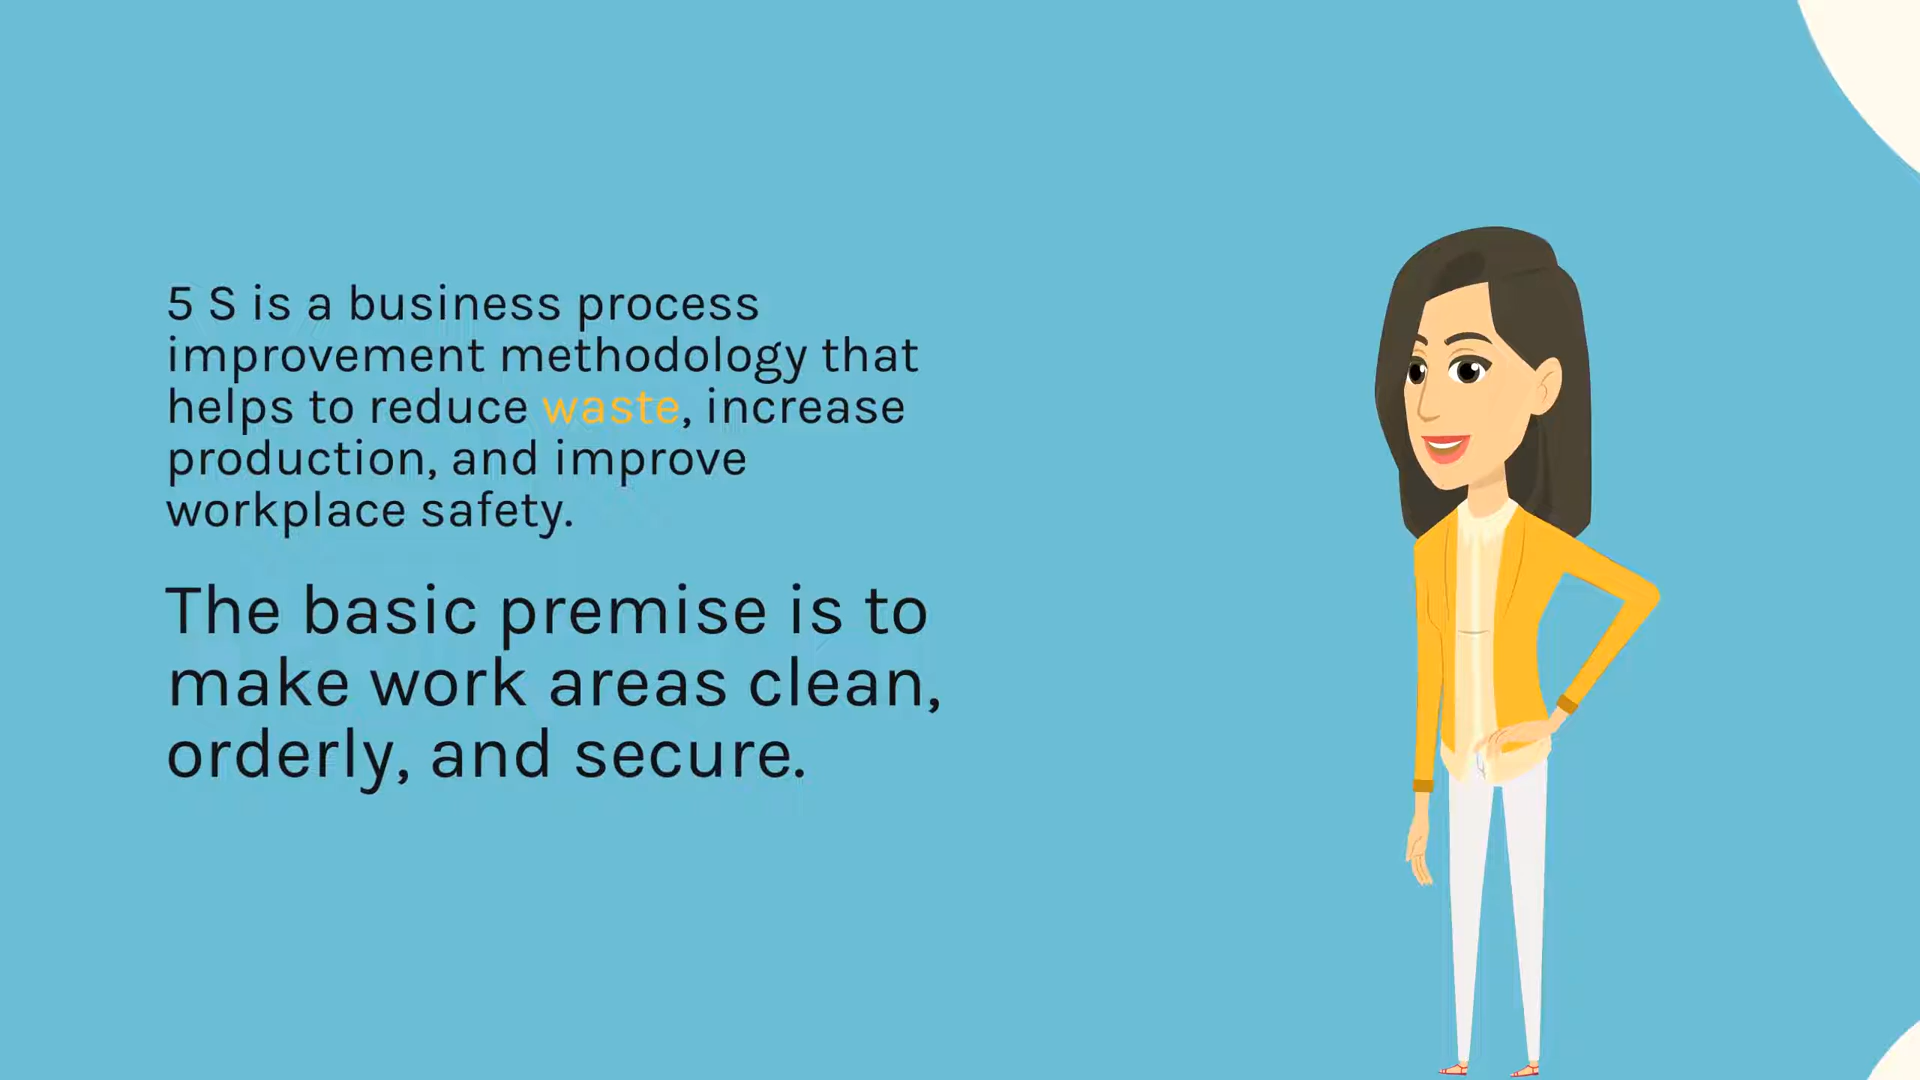 5 S is a business process
improvement methodology that
helps to reduce waste, increase
production, and improve
workplace safety.
The basic premise is to
make work areas clean,
orderly, and secure.